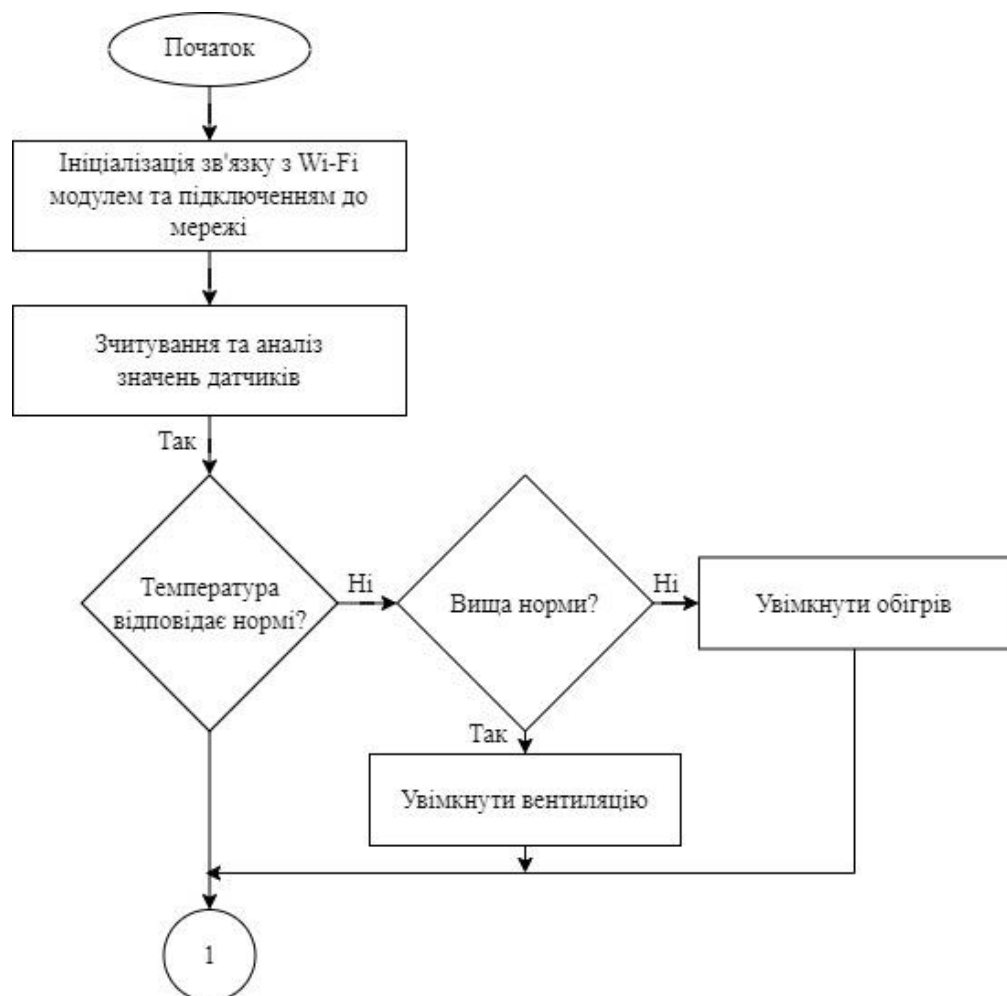 Початок
Ініціалізація зв'язку з Wi-Fi
модулем та підключенням до
мережі
Зчитування та аналіз
значень датчиків
Так
Температура
відповідає нормі?
Ні
Вища норми?
Ні
Увімкнути обігрів
Так
Увімкнути вентиляцію
1